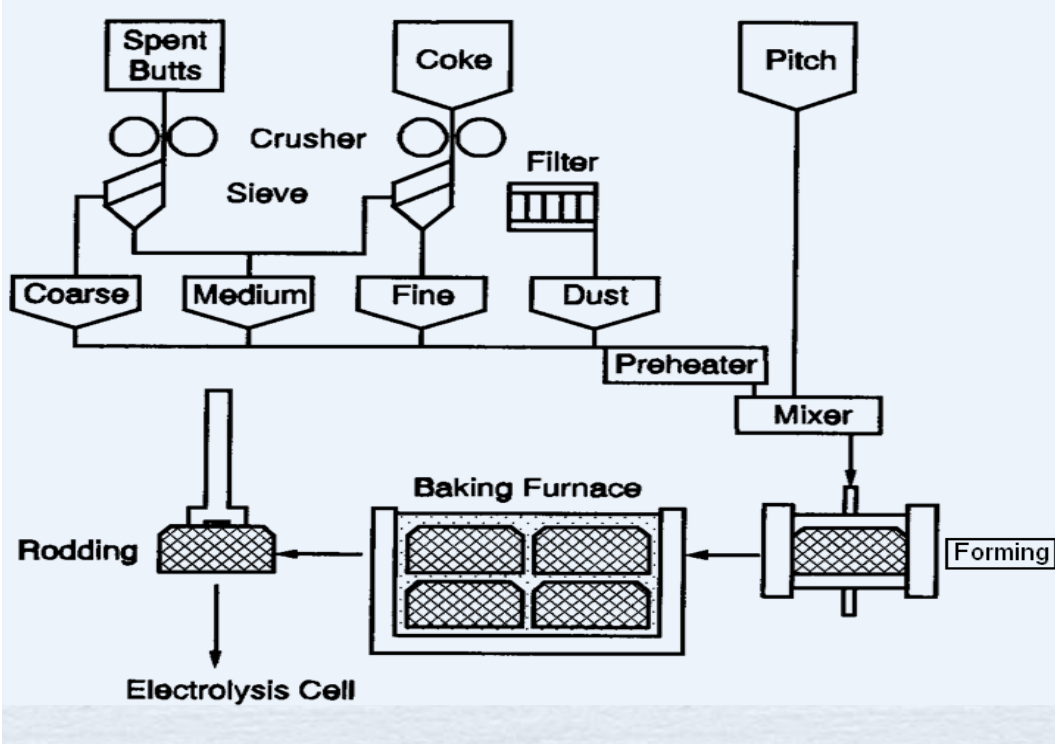 Spent
Butts
Coke
Pitch
Crusher
Filter
Sieve
Coarse
Medium
Fine
Dust
Preheater
Mixer
Baking Furnace
Rodding
Forming
Electrolysis Cell